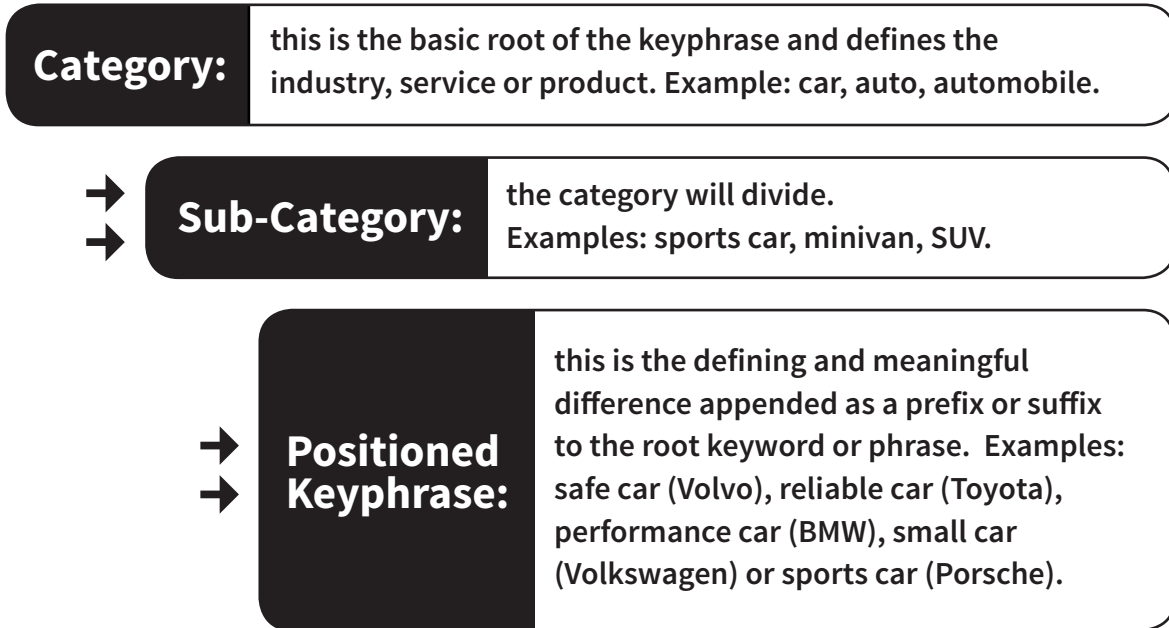 Category:
this is the basic root of the keyphrase and defines the
industry, service or product. Example: car, auto, automobile.
Sub-Category:
the category will divide.
Examples: sports car, minivan, SUV.
Positioned
Keyphrase:
this is the defining and meaningful
difference appended as a prefix or suffix
to the root keyword or phrase.  Examples:
safe car (Volvo), reliable car (Toyota),
performance car (BMW), small car
(Volkswagen) or sports car (Porsche).